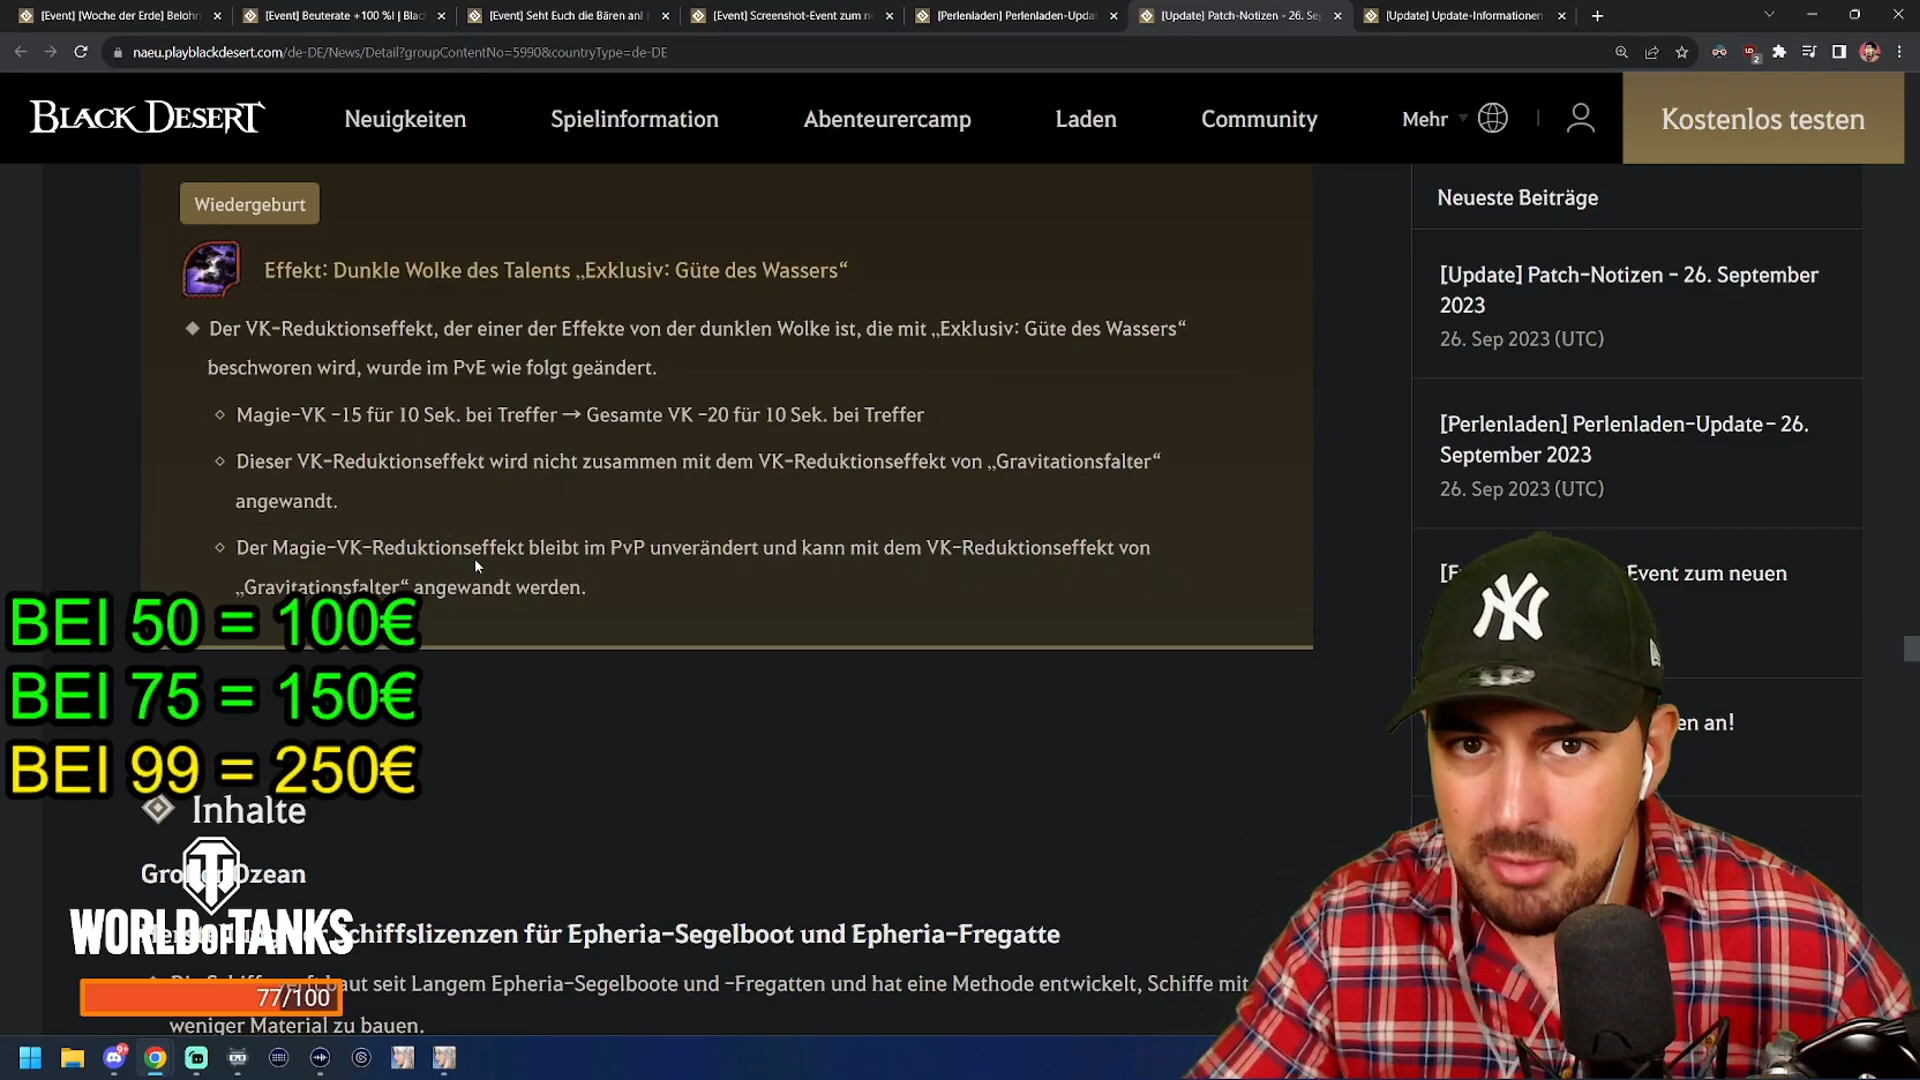 [Event] [Woche der Erde] Belohn
[Event] Beuterate +100 %! | Blac
[Event] Seht Euch die Bären an!
[Event] Screenshot-Event zum n
[Perlenladen] Perlenladen-Upda
[Update] Patch-Notizen - 26. Se
[Update] Update-Informationen
naeu.playblackdesert.com/de-DE/News/Detail?groupContentNo=5990&countryType=de-DE
BLACK DESERT
Neuigkeiten
Spielinformation
Abenteurercamp
Laden
Community
Mehr
Kostenlos testen
Wiedergeburt
Effekt: Dunkle Wolke des Talents „Exklusiv: Güte des Wassers“
Der VK-Reduktionseffekt, der einer der Effekte von der dunklen Wolke ist, die mit „Exklusiv: Güte des Wassers“
beschworen wird, wurde im PvE wie folgt geändert.
Magie-VK -15 für 10 Sek. bei Treffer → Gesamte VK -20 für 10 Sek. bei Treffer
Dieser VK-Reduktionseffekt wird nicht zusammen mit dem VK-Reduktionseffekt von „Gravitationsfalter“
angewandt.
Der Magie-VK-Reduktionseffekt bleibt im PvP unverändert und kann mit dem VK-Reduktionseffekt von
„Gravitationsfalter“ angewandt werden.
BEI 50 = 100€
BEI 75 = 150€
BEI 99 = 250€
Inhalte
Großer Ozean
WORLD OF TANKS
Schiffslizenzen für Epheria-Segelboot und Epheria-Fregatte
77/100
baut seit Langem Epheria-Segelboote und -Fregatten und hat eine Methode entwickelt, Schiffe mit
weniger Material zu bauen.
Neueste Beiträge
[Update] Patch-Notizen - 26. September
2023
26. Sep 2023 (UTC)
[Perlenladen] Perlenladen-Update - 26.
September 2023
26. Sep 2023 (UTC)
Event zum neuen
en an!
NY